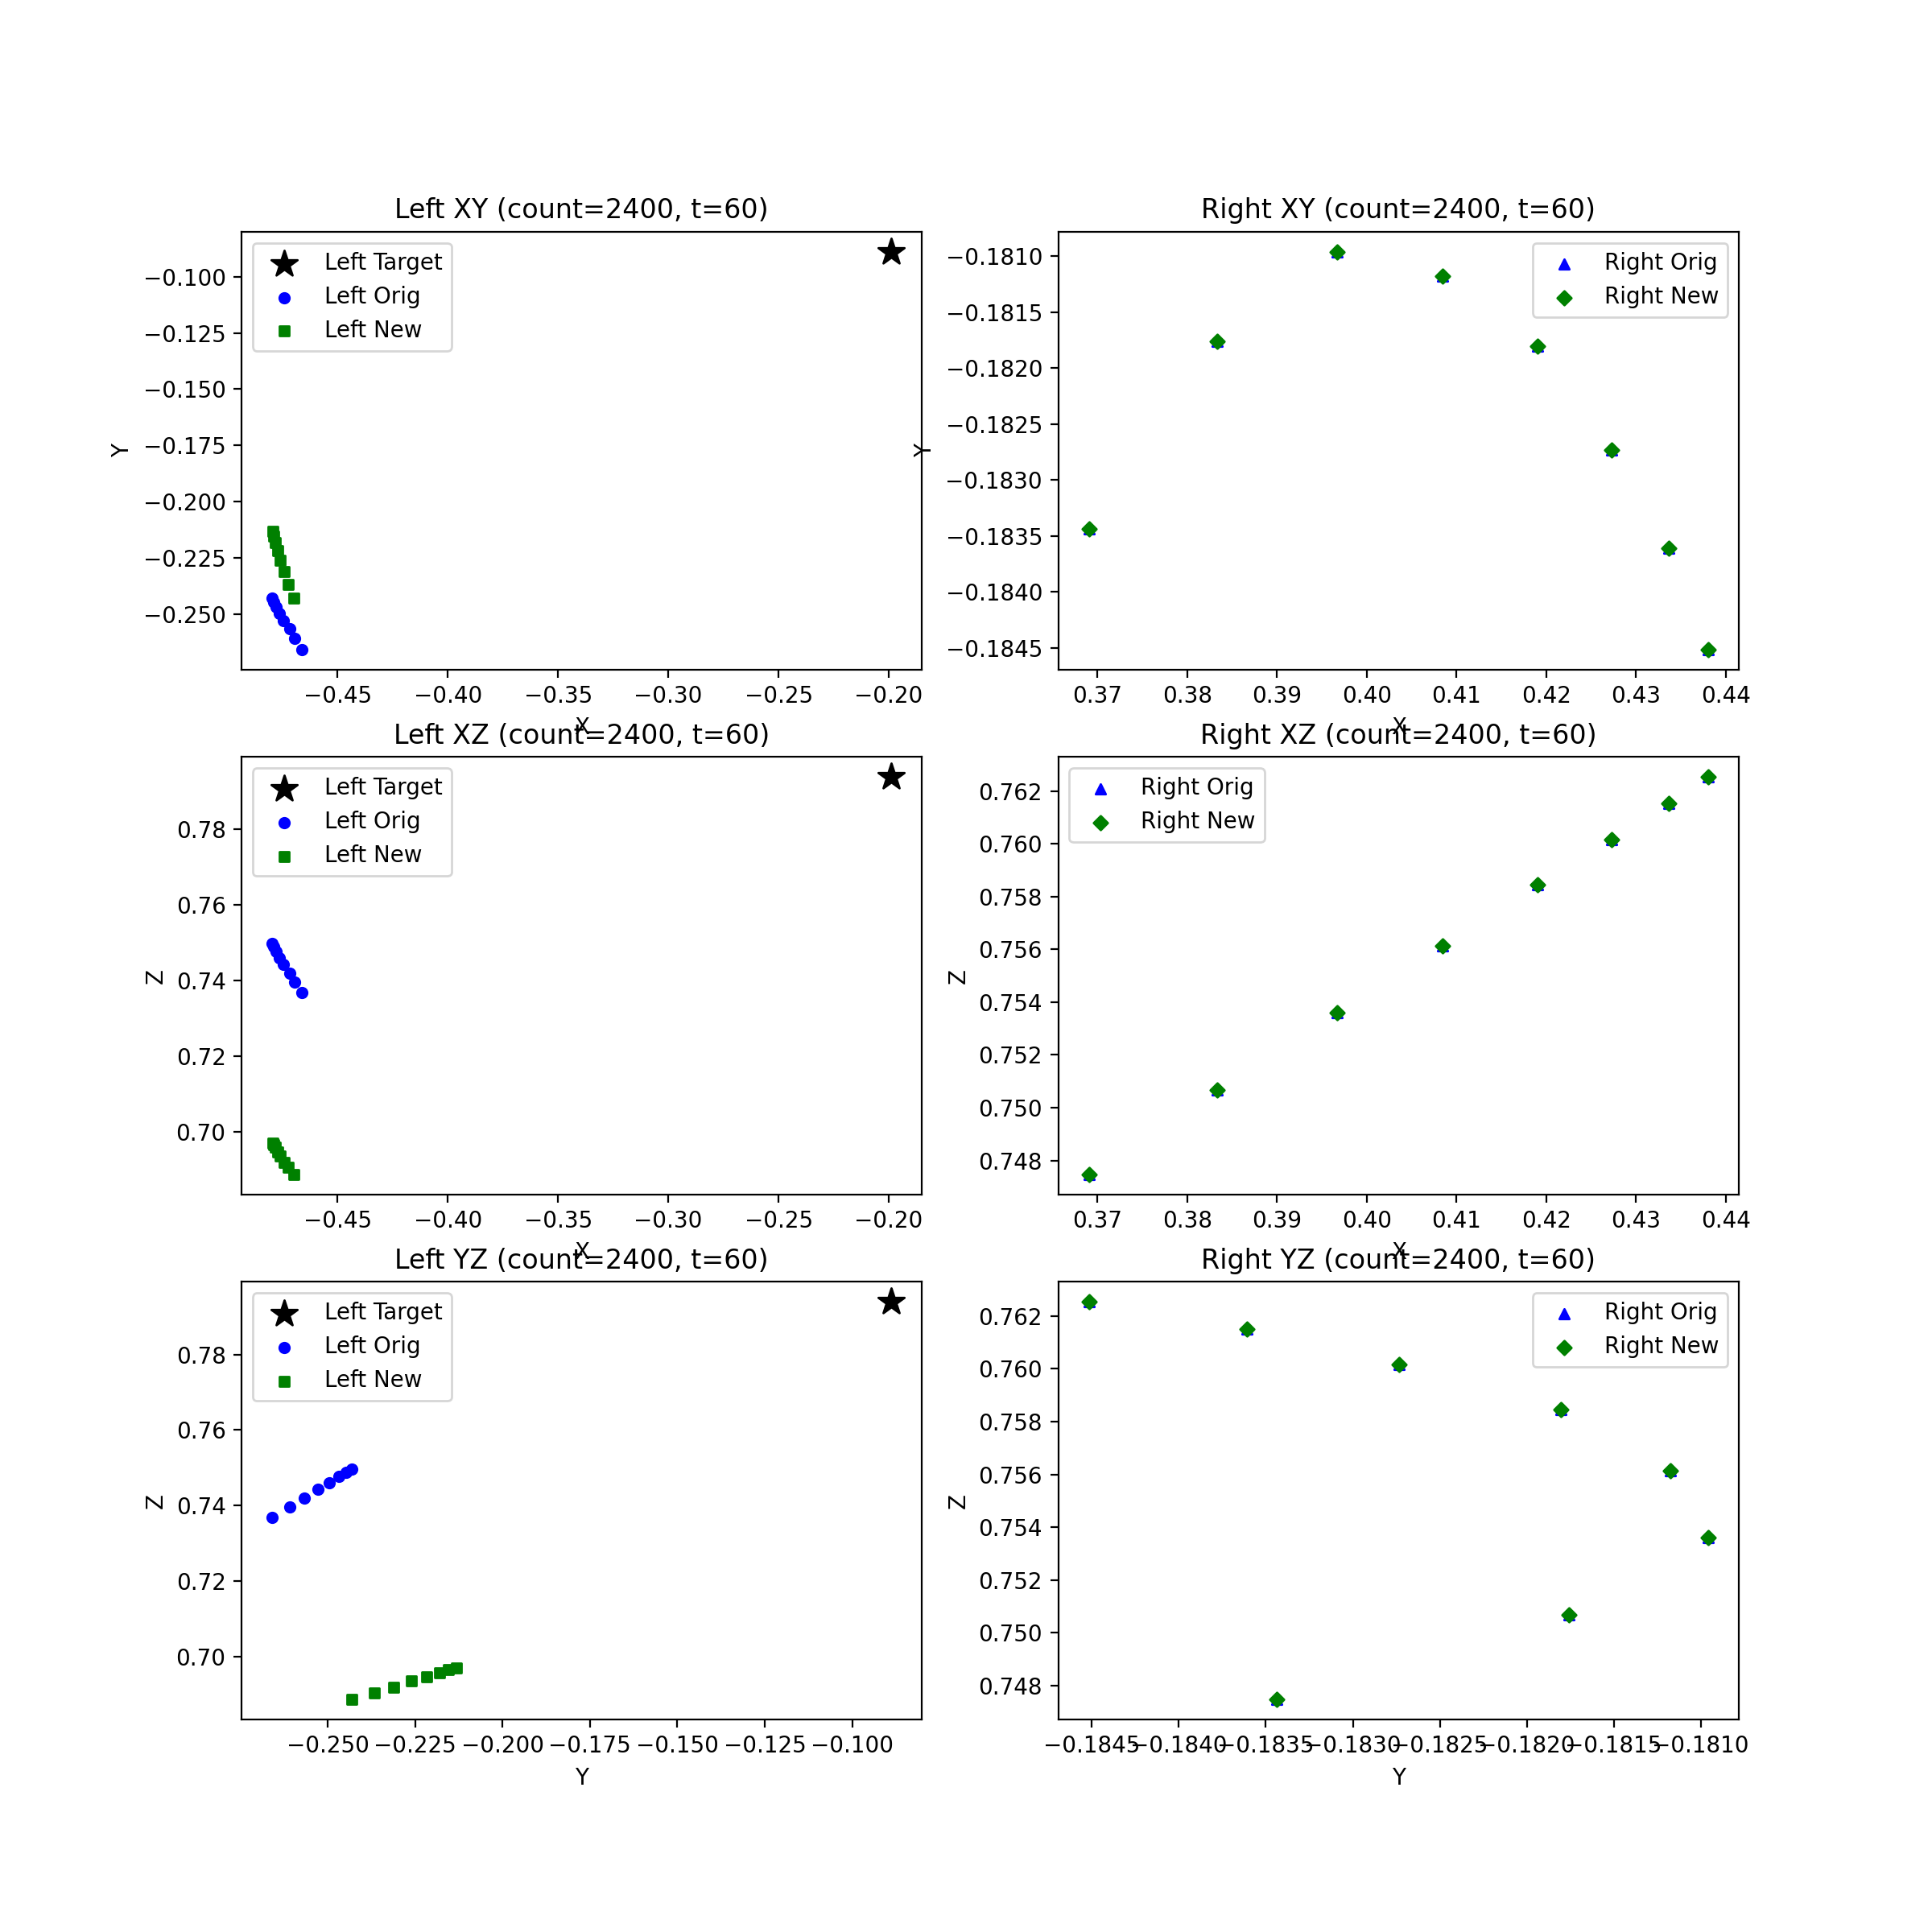 Left XY (count=2400, t=60)
Left Target
Left Orig
Left New
−0.100
−0.125
−0.150
−0.175
−0.200
−0.225
−0.250
Y
−0.45 −0.40 −0.35 −0.30 −0.25 −0.20
X
Right XY (count=2400, t=60)
Right Orig
Right New
−0.1810
−0.1815
−0.1820
−0.1825
−0.1830
−0.1835
−0.1840
−0.1845
Y
0.37 0.38 0.39 0.40 0.41 0.42 0.43 0.44
X
Left XZ (count=2400, t=60)
Left Target
Left Orig
Left New
0.78
0.76
0.74
0.72
0.70
Z
−0.45 −0.40 −0.35 −0.30 −0.25 −0.20
X
Right XZ (count=2400, t=60)
Right Orig
Right New
0.762
0.760
0.758
0.756
0.754
0.752
0.750
0.748
Z
0.37 0.38 0.39 0.40 0.41 0.42 0.43 0.44
X
Left YZ (count=2400, t=60)
Left Target
Left Orig
Left New
0.78
0.76
0.74
0.72
0.70
Z
−0.250 −0.225 −0.200 −0.175 −0.150 −0.125 −0.100
Y
Right YZ (count=2400, t=60)
Right Orig
Right New
0.762
0.760
0.758
0.756
0.754
0.752
0.750
0.748
Z
−0.1845 −0.1840 −0.1835 −0.1830 −0.1825 −0.1820 −0.1815 −0.1810
Y